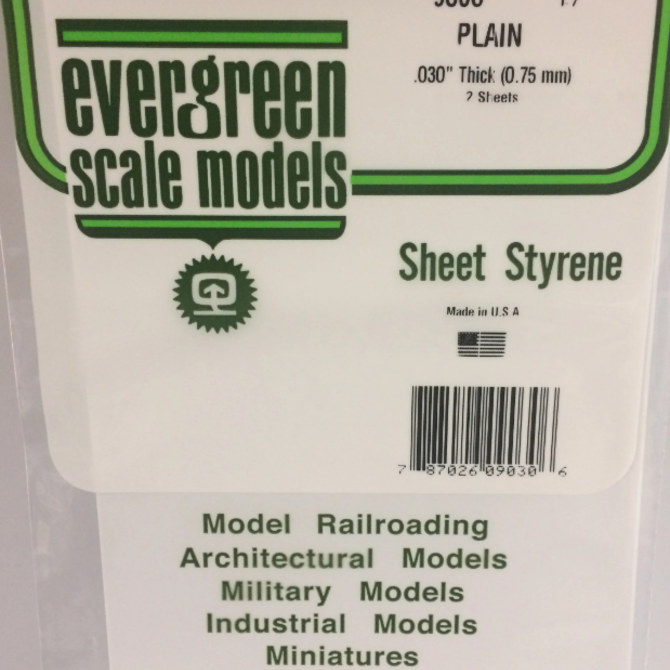 PLAIN
.030" Thick (0.75 mm)
2 Sheets
evergreen
scale models
Sheet Styrene
Made in U.S A
7 87026 09030 6
Model Railroading
Architectural Models
Military Models
Industrial Models
Miniatures